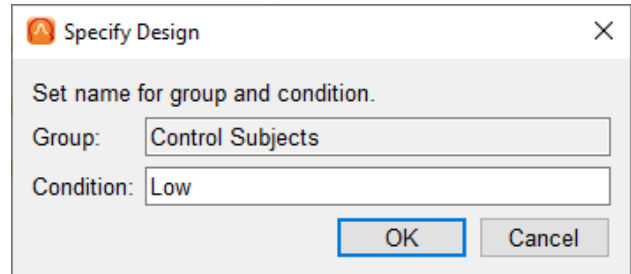 Specify Design
Set name for group and condition.
Group: Control Subjects
Condition: Low
OK Cancel